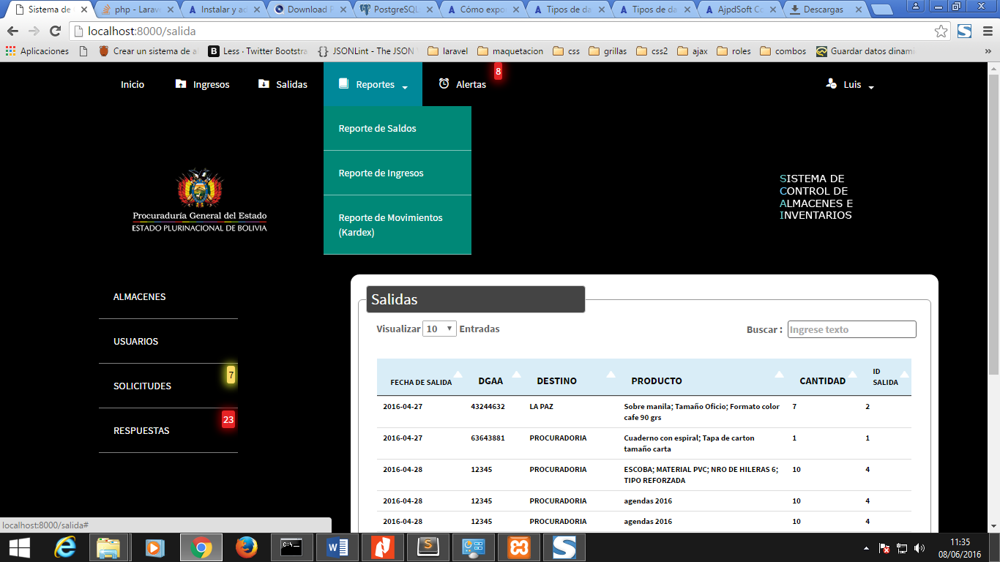 Sistema de
php - Larave
Instalar y ad
Download P
PostgreSQL
Cómo expo
Tipos de da
Tipos de da
AjpdSoft Co
Descargas
localhost:8000/salida
Aplicaciones
Crear un sistema de a
Less · Twitter Bootstra
JSONLint - The JSON
laravel
maquetacion
css
grillas
css2
ajax
roles
combos
Guardar datos dinami
»
Inicio
Ingresos
Salidas
Reportes
Alertas
8
Luis
Reporte de Saldos
Reporte de Ingresos
Reporte de Movimientos
(Kardex)
Procuraduría General del Estado
ESTADO PLURINACIONAL DE BOLIVIA
SISTEMA DE
CONTROL DE
ALMACENES E
INVENTARIOS
ALMACENES
USUARIOS
SOLICITUDES
7
RESPUESTAS
23
Salidas
Visualizar 10 Entradas
Buscar : Ingrese texto
FECHA DE SALIDA DGAA DESTINO PRODUCTO CANTIDAD ID
SALIDA
2016-04-27 43244632 LA PAZ Sobre manila; Tamaño Oficio; Formato color 7 2
cafe 90 grs
2016-04-27 63643881 PROCURADORIA Cuaderno con espiral; Tapa de carton 1 1
tamaño carta
2016-04-28 12345 PROCURADORIA ESCOBA; MATERIAL PVC; NRO DE HILERAS 6; 10 4
TIPO REFORZADA
2016-04-28 12345 PROCURADORIA agendas 2016 10 4
2016-04-28 12345 PROCURADORIA agendas 2016 10 4
localhost:8000/salida#
11:35
08/06/2016